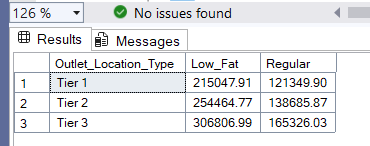 126 % No issues found
Results Messages
Outlet_Location_Type Low_Fat Regular
1 Tier 1 215047.91 121349.90
2 Tier 2 254464.77 138685.87
3 Tier 3 306806.99 165326.03